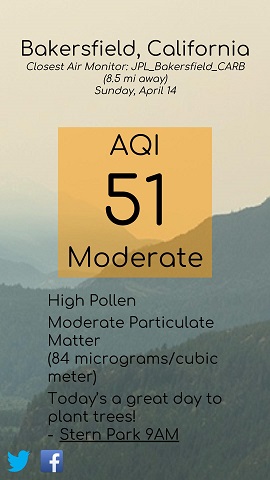 Bakersfield, California
Closest Air Monitor: JPL_Bakersfield_CARB
(8.5 mi away)
Sunday, April 14
AQI
51
Moderate
High Pollen
Moderate Particulate
Matter
(84 micrograms/cubic
meter)
Today's a great day to
plant trees!
- Stern Park 9AM